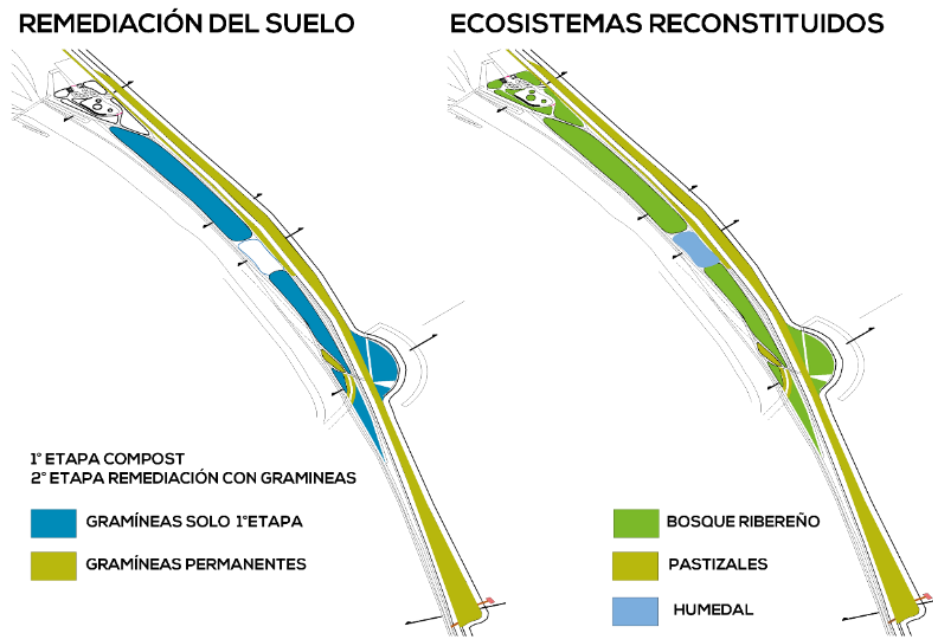 REMEDIACIÓN DEL SUELO
1° ETAPA COMPOST
2° ETAPA REMEDIACIÓN CON GRAMINEAS
GRAMÍNEAS SOLO 1°ETAPA
GRAMÍNEAS PERMANENTES
ECOSISTEMAS RECONSTITUIDOS
BOSQUE RIBEREÑO
PASTIZALES
HUMEDAL